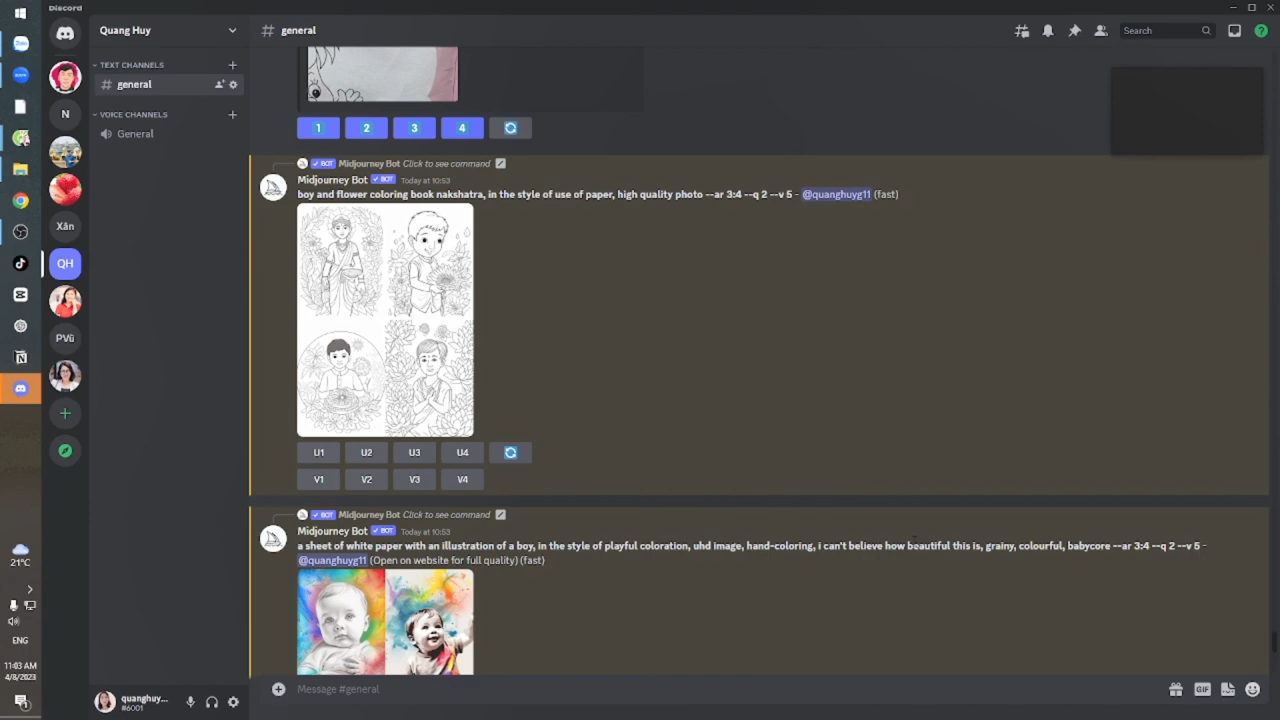 Discord
Quang Huy
general
Search
TEXT CHANNELS
general
VOICE CHANNELS
General
N
Xân
QH
PVù
1 2 3 4
BOT Midjourney Bot Click to see command
Midjourney Bot BOT Today at 10:53
boy and flower coloring book nakshatra, in the style of use of paper, high quality photo --ar 3:4 --q 2 --v 5 - @quanghuyg11 (fast)
U1 U2 U3 U4
V1 V2 V3 V4
BOT Midjourney Bot Click to see command
Midjourney Bot BOT Today at 10:53
a sheet of white paper with an illustration of a boy, in the style of playful coloration, uhd image, hand-coloring, i can't believe how beautiful this is, grainy, colourful, babycore --ar 3:4 --q 2 --v 5 -
@quanghuyg11 (Open on website for full quality) (fast)
Message #general
GIF
quanghuy...
#6001
21°C
ENG
11:03 AM
4/8/2023